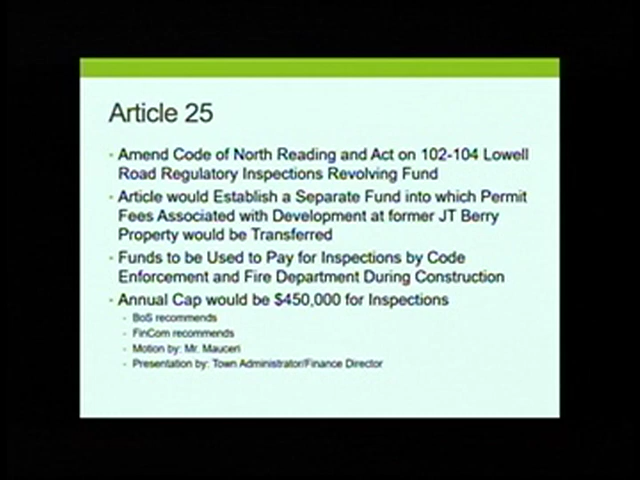 Article 25
· Amend Code of North Reading and Act on 102-104 Lowell
Road Regulatory Inspections Revolving Fund
· Article would Establish a Separate Fund into which Permit
Fees Associated with Development at former JT Berry
Property would be Transferred
· Funds to be Used to Pay for Inspections by Code
Enforcement and Fire Department During Construction
· Annual Cap would be $450,000 for Inspections
· BoS recommends
· FinCom recommends
· Motion by: Mr. Mauceri
· Presentation by: Town Administrator/Finance Director